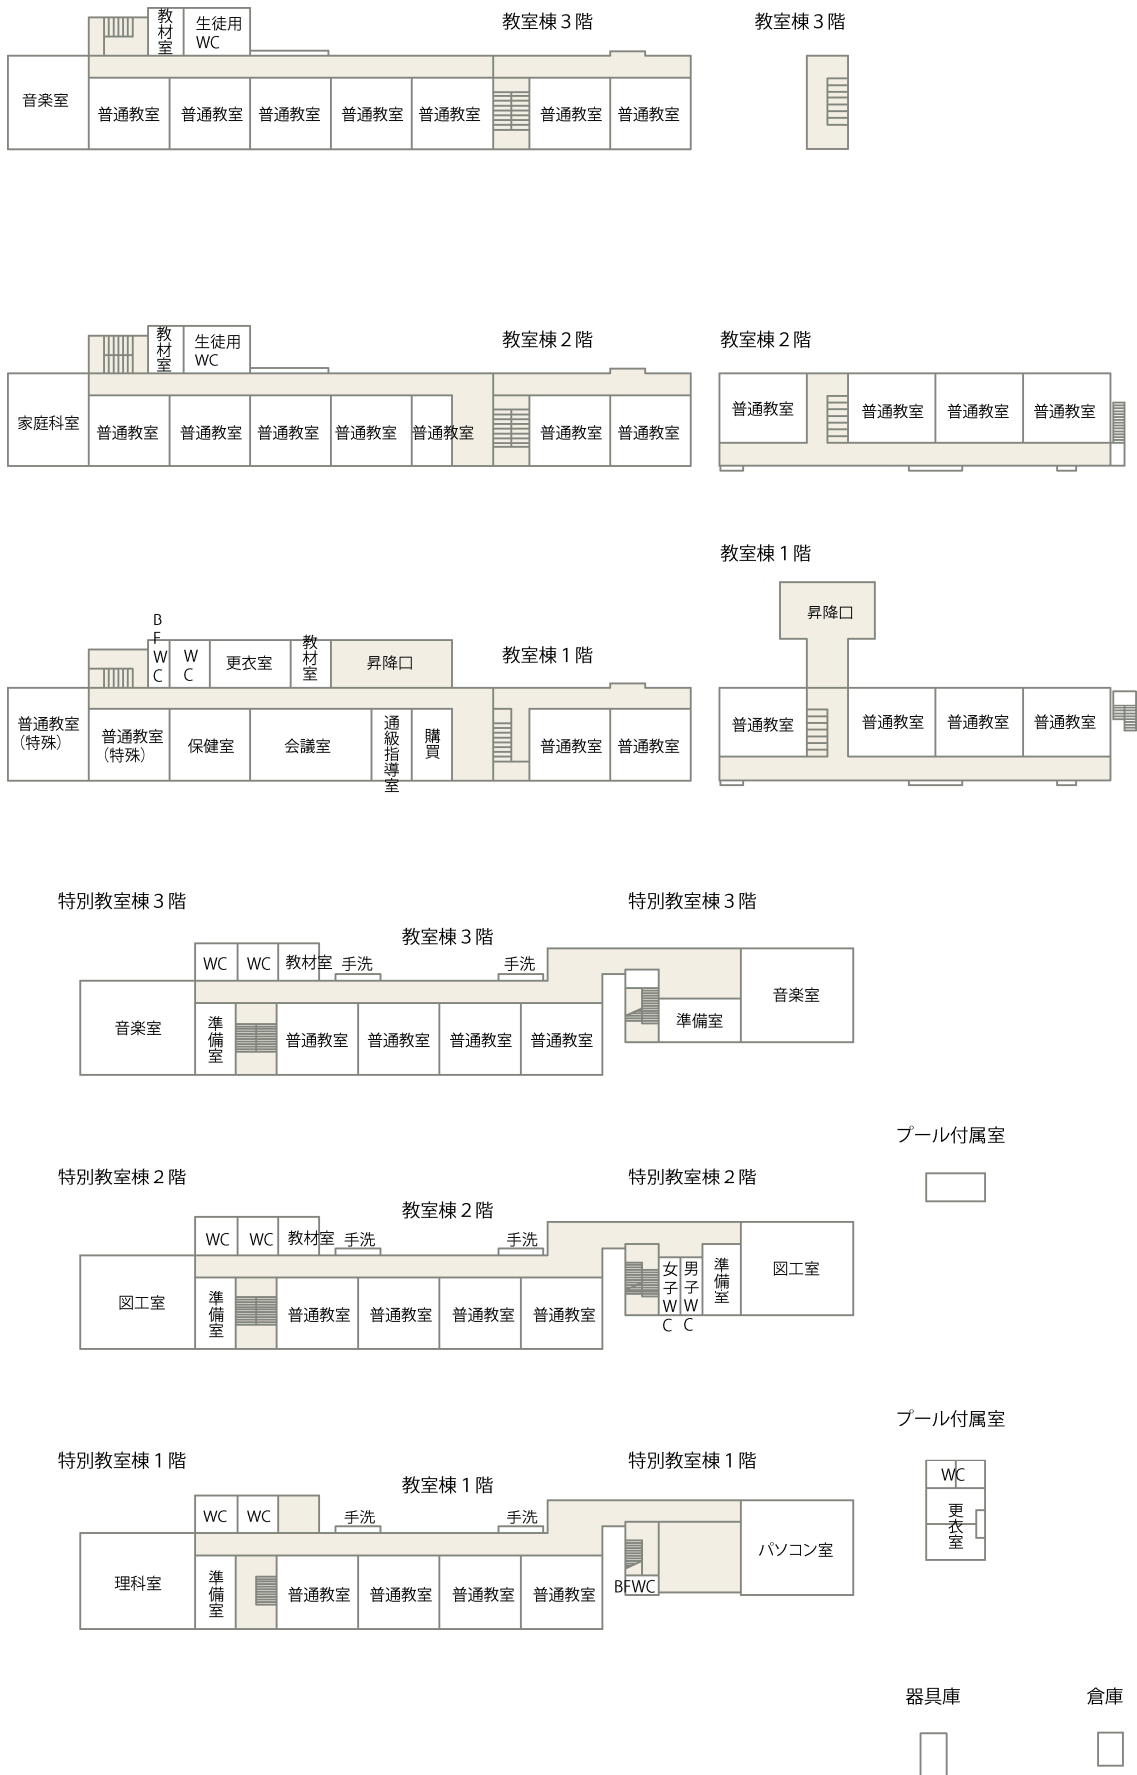 教室棟３階
教室棟３階
教材室
生徒用
WC
音楽室
普通教室
普通教室
普通教室
普通教室
普通教室
普通教室
普通教室
教室棟２階
教室棟２階
教材室
生徒用
WC
家庭科室
普通教室
普通教室
普通教室
普通教室
普通教室
普通教室
普通教室
普通教室
普通教室
普通教室
普通教室
教室棟１階
昇降口
教室棟１階
BFWC
WC
更衣室
教材室
昇降口
普通教室
（特殊）
普通教室
（特殊）
保健室
会議室
通級指導室
購買
普通教室
普通教室
普通教室
普通教室
普通教室
普通教室
特別教室棟３階
教室棟３階
特別教室棟３階
WC
WC
教材室
手洗
手洗
音楽室
準備室
普通教室
普通教室
普通教室
普通教室
準備室
音楽室
プール付属室
特別教室棟２階
教室棟２階
特別教室棟２階
WC
WC
教材室
手洗
手洗
図工室
準備室
普通教室
普通教室
普通教室
普通教室
女子WC
男子WC
準備室
図工室
プール付属室
WC
更衣室
特別教室棟１階
教室棟１階
特別教室棟１階
WC
WC
手洗
手洗
理科室
準備室
普通教室
普通教室
普通教室
普通教室
BFWC
パソコン室
器具庫
倉庫